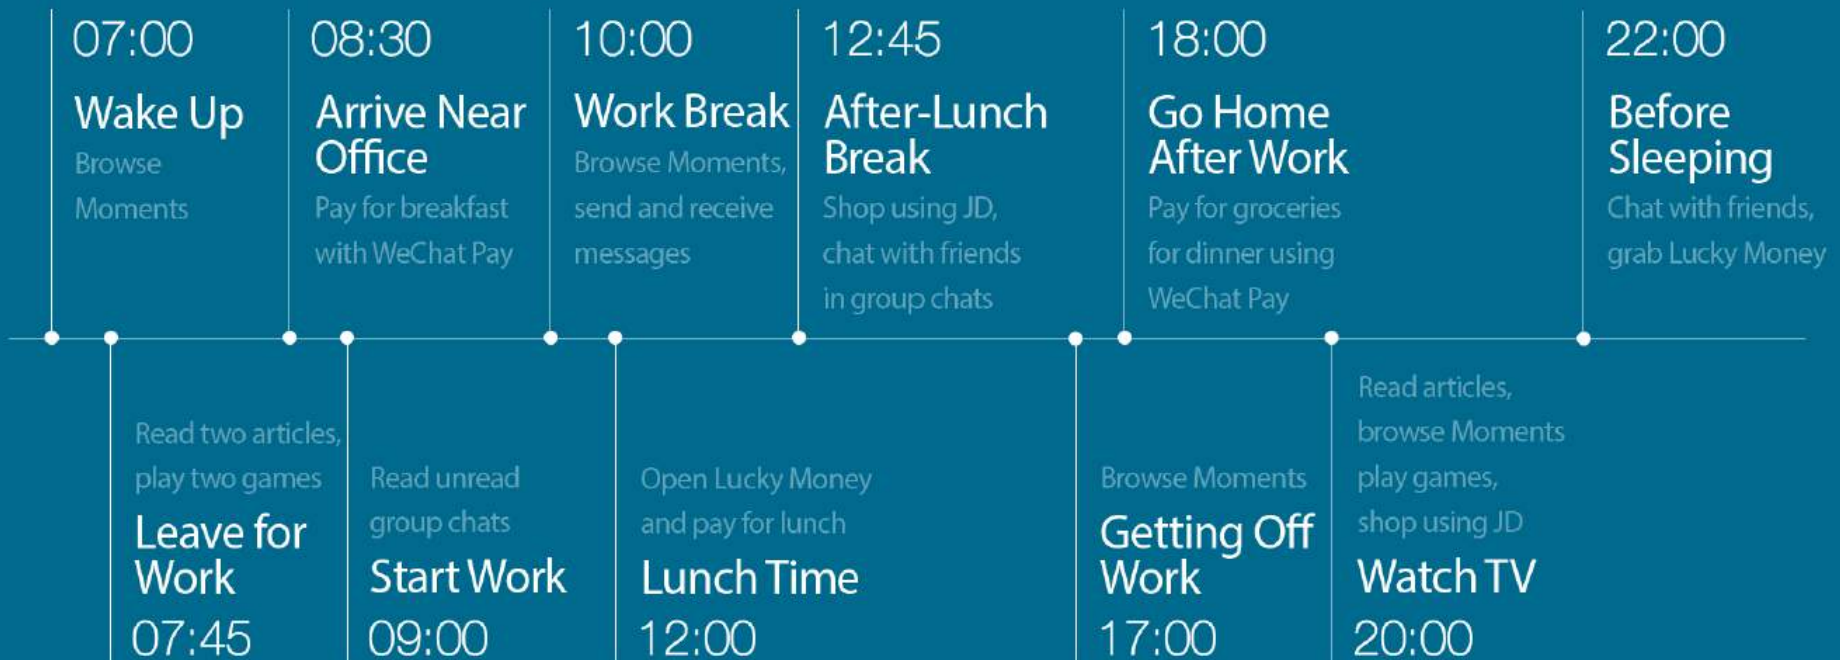 07:00
Wake Up
Browse
Moments
08:30
Arrive Near
Office
Pay for breakfast
with WeChat Pay
10:00
Work Break
Browse Moments,
send and receive
messages
12:45
After-Lunch
Break
Shop using JD,
chat with friends
in group chats
18:00
Go Home
After Work
Pay for groceries
for dinner using
WeChat Pay
22:00
Before
Sleeping
Chat with friends,
grab Lucky Money
Read two articles,
play two games
Leave for
Work
07:45
Read unread
group chats
Start Work
09:00
Open Lucky Money
and pay for lunch
Lunch Time
12:00
Browse Moments
Getting Off
Work
17:00
Read articles,
browse Moments
play games,
shop using JD
Watch TV
20:00